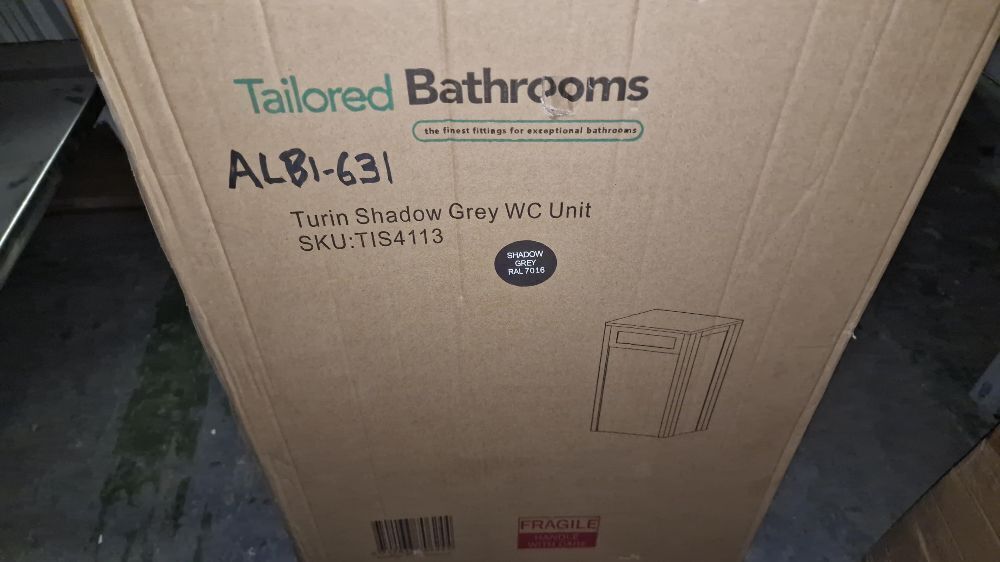 Tailored Bathrooms
the finest fittings for exceptional bathrooms
ALB1-631
Turin Shadow Grey WC Unit
SKU:TIS4113
SHADOW
GREY
RAL 7016
FRAGILE
HANDLE
WITH CARE